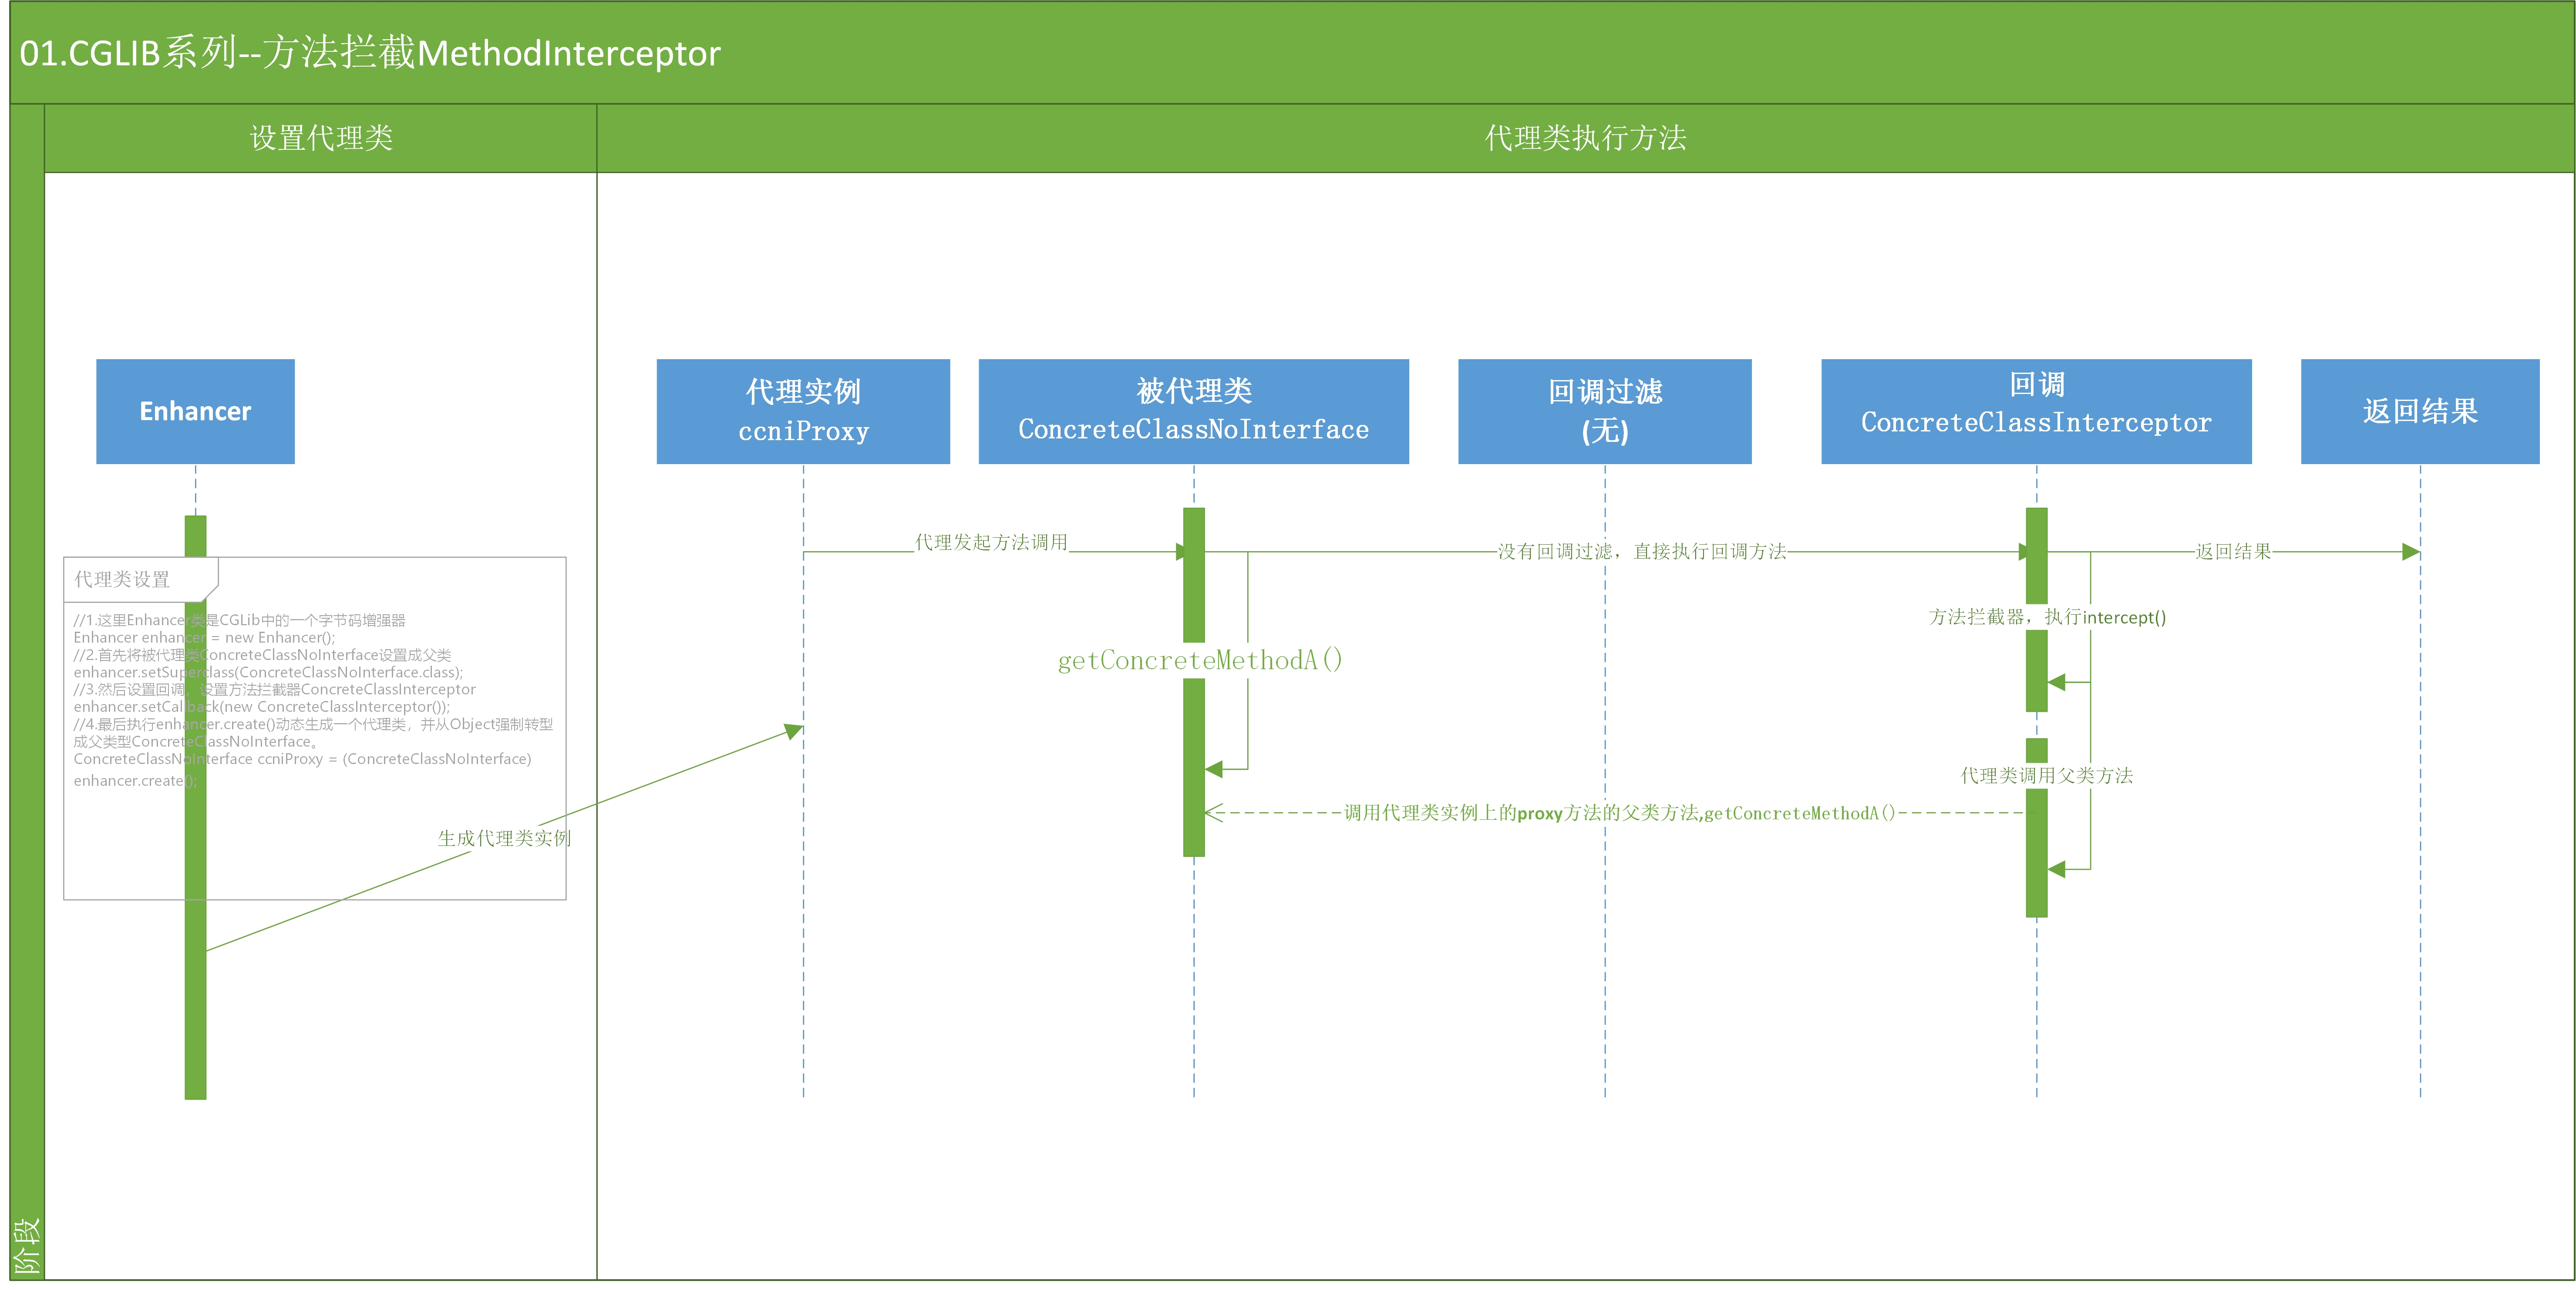 01.CGLIB系列--方法拦截MethodInterceptor
设置代理类
代理类执行方法
阶段
Enhancer
代理实例
ccniProxy
被代理类
ConcreteClassNoInterface
回调过滤
(无)
回调
ConcreteClassInterceptor
返回结果
代理类设置
//1.这里Enhancer类是CGLib中的一个字节码增强器
Enhancer enhancer = new Enhancer();
//2.首先将被代理类ConcreteClassNoInterface设置成父类
enhancer.setSuperclass(ConcreteClassNoInterface.class);
//3.然后设置回调，设置方法拦截器ConcreteClassInterceptor
enhancer.setCallback(new ConcreteClassInterceptor());
//4.最后执行enhancer.create()动态生成一个代理类，并从Object强制转型
成父类型ConcreteClassNoInterface。
ConcreteClassNoInterface ccniProxy = (ConcreteClassNoInterface)
enhancer.create();
生成代理类实例
代理发起方法调用
没有回调过滤，直接执行回调方法
返回结果
方法拦截器，执行intercept()
getConcreteMethodA()
代理类调用父类方法
调用代理类实例上的proxy方法的父类方法,getConcreteMethodA()